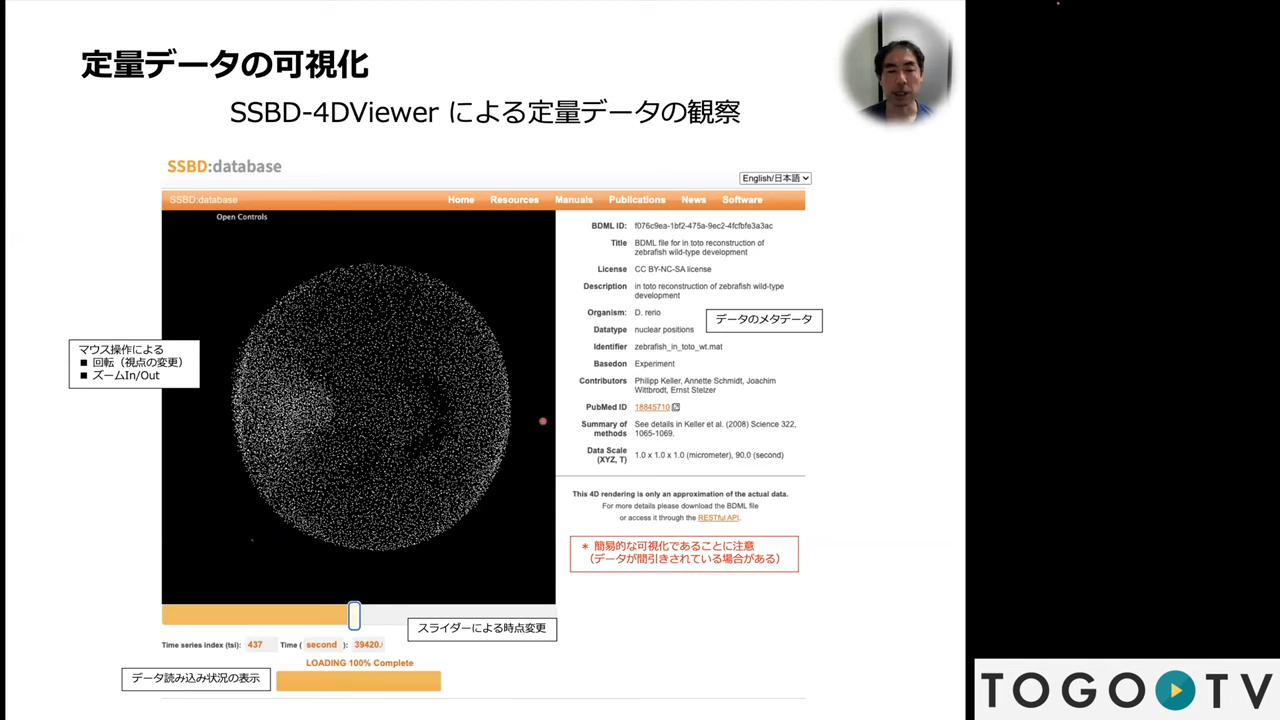 定量データの可視化
SSBD-4DViewer による定量データの観察
SSBD:database
English/日本語
SSBD:database Home Resources Manuals Publications News Software
Open Controls
BDML ID: f076c9ea-1bf2-475a-9ec2-4fcfbfe3a3ac
Title BDML file for in toto reconstruction of
zebrafish wild-type development
License CC BY-NC-SA license
Description in toto reconstruction of zebrafish wild-type
development
Organism: D. rerio
データのメタデータ
Datatype nuclear positions
Identifier zebrafish_in_toto_wt.mat
Basedon Experiment
Contributors Philipp Keller, Annette Schmidt, Joachim
Wittbrodt, Ernst Stelzer
PubMed ID 18845710
Summary of methods See details in Keller et al. (2008) Science 322,
1065-1069.
Data Scale (XYZ, T) 1.0 x 1.0 x 1.0 (micrometer), 90.0 (second)
This 4D rendering is only an approximation of the actual data.
For more details please download the BDML file
or access it through the RESTful API.
* 簡易的な可視化であることに注意
（データが間引きされている場合がある）
マウス操作による
■ 回転（視点の変更）
■ ズームIn/Out
スライダーによる時点変更
Time series index (tsi): 437 Time ( second ): 39420.
LOADING 100% Complete
データ読み込み状況の表示
TOGO TV